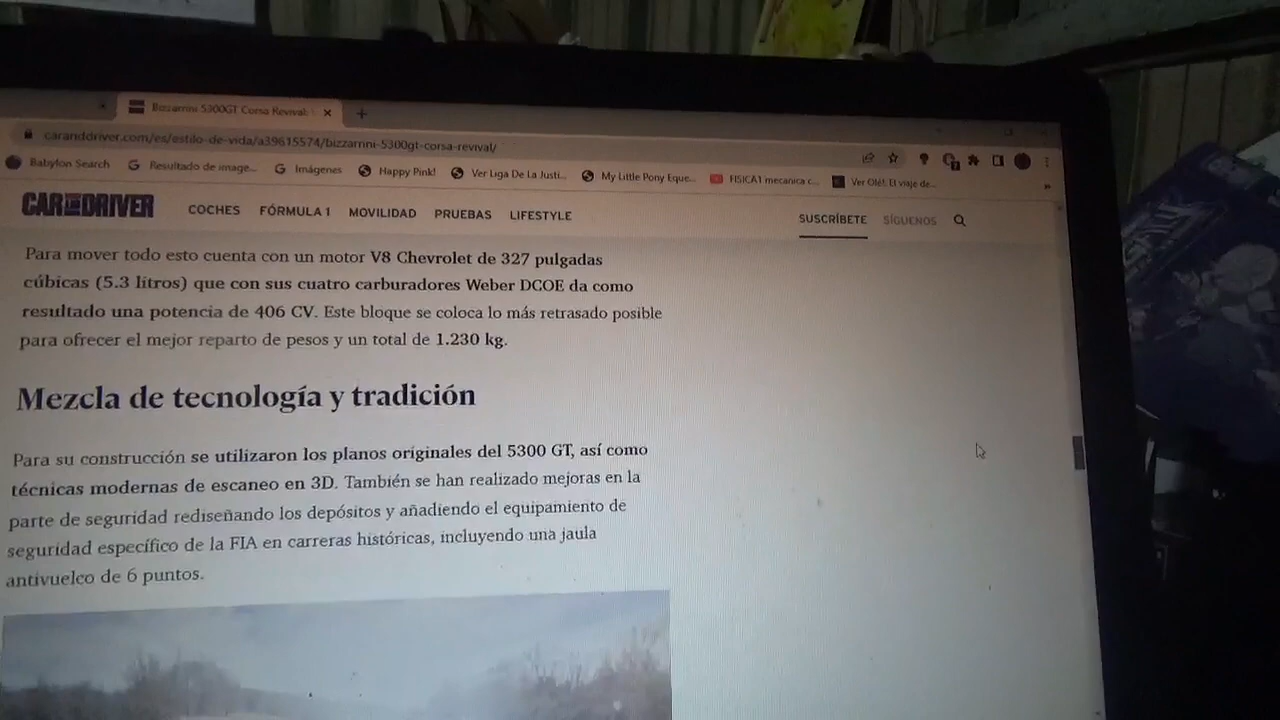 Bizzarrini 5300GT Corsa Revival:
caranddriver.com/es/estilo-de-vida/a39615574/bizzarrini-5300gt-corsa-revival/
Babylon Search Resultado de image... Imágenes Happy Pink! Ver Liga De La Justi... My Little Pony Eque... FISICA1 mecanica c... Ver Olé!: El viaje de...
CAR AND DRIVER COCHES FÓRMULA 1 MOVILIDAD PRUEBAS LIFESTYLE SUSCRÍBETE SÍGUENOS
Para mover todo esto cuenta con un motor V8 Chevrolet de 327 pulgadas
cúbicas (5.3 litros) que con sus cuatro carburadores Weber DCOE da como
resultado una potencia de 406 CV. Este bloque se coloca lo más retrasado posible
para ofrecer el mejor reparto de pesos y un total de 1.230 kg.
Mezcla de tecnología y tradición
Para su construcción se utilizaron los planos originales del 5300 GT, así como
técnicas modernas de escaneo en 3D. También se han realizado mejoras en la
parte de seguridad rediseñando los depósitos y añadiendo el equipamiento de
seguridad específico de la FIA en carreras históricas, incluyendo una jaula
antivuelco de 6 puntos.